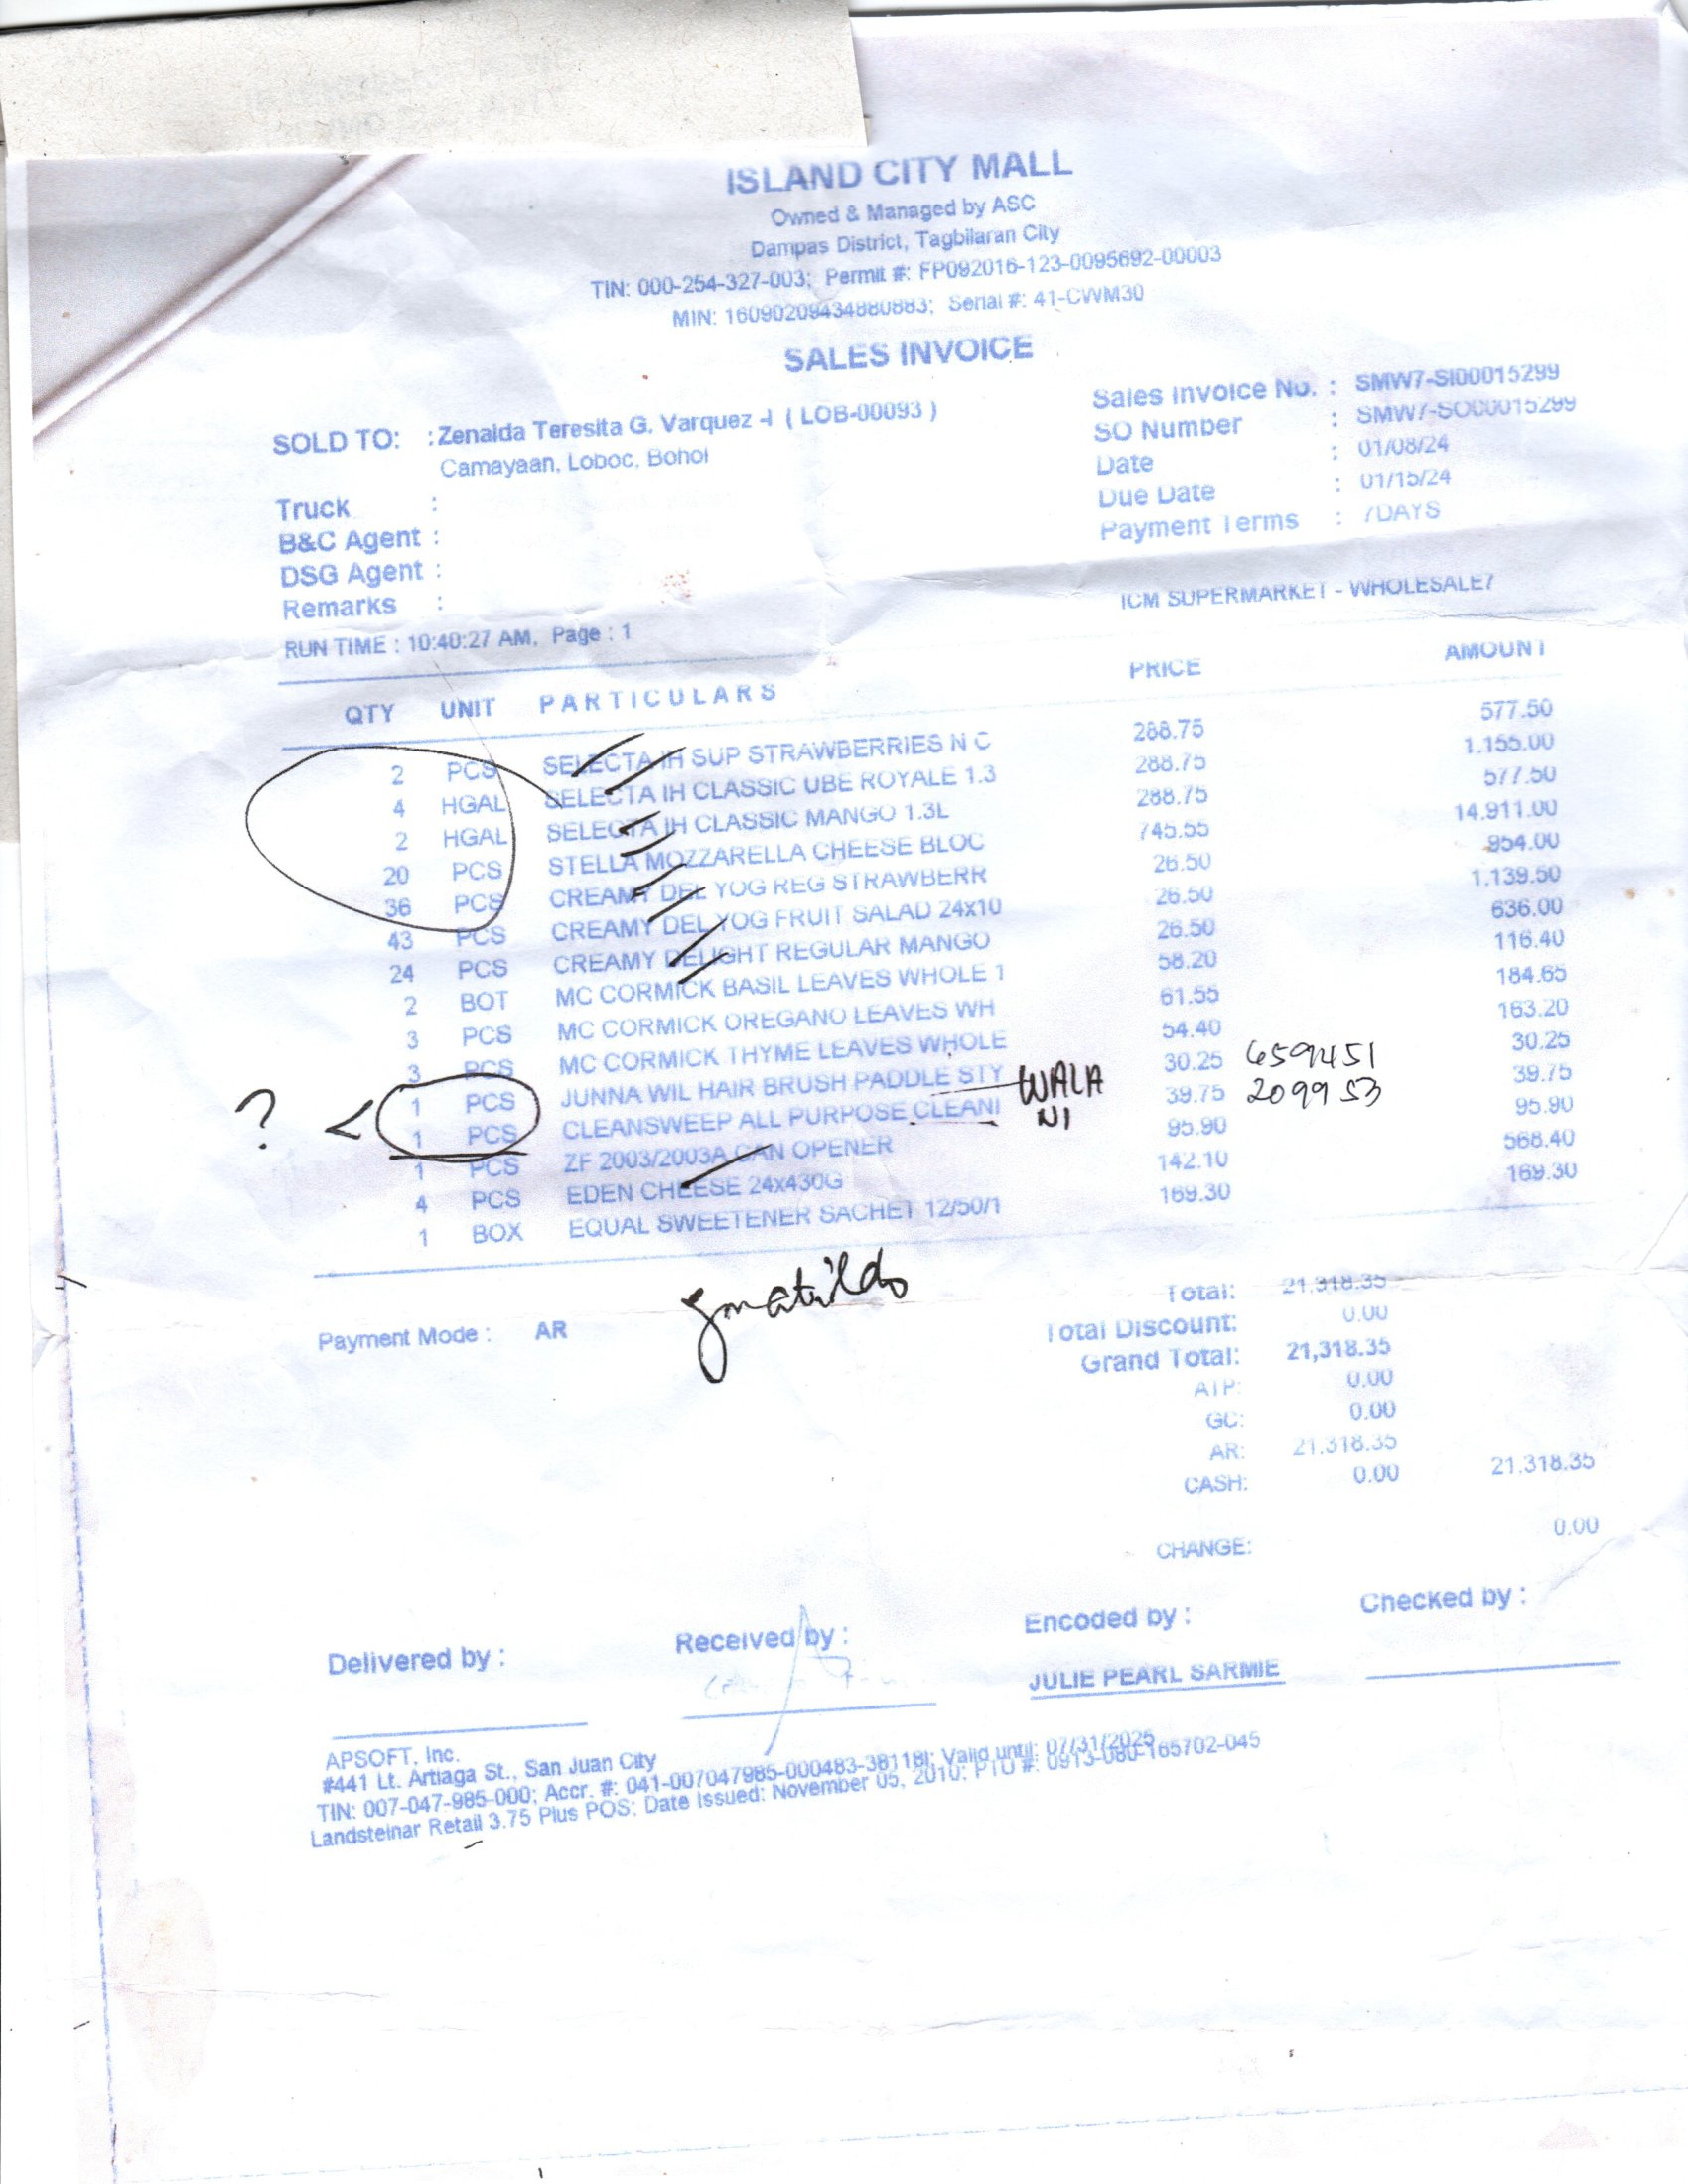 ISLAND CITY MALL
Owned & Managed by ASC
Dampas District, Tagbilaran City
TIN: 000-254-327-003; Permit #: FP092016-123-0095692-00003
MIN: 16090209434880883; Serial #: 41-CWM30
SALES INVOICE
SOLD TO: : Zenaida Teresita G. Varquez -I ( LOB-00093 )
Camayaan, Loboc, Bohol
Sales Invoice No. : SMW7-SI00015299
SO Number : SMW7-SO00015299
Date : 01/08/24
Due Date : 01/15/24
Payment Terms : 7DAYS
Truck :
B&C Agent :
DSG Agent :
Remarks :
ICM SUPERMARKET - WHOLESALE7
RUN TIME : 10:40:27 AM, Page : 1
QTY UNIT PARTICULARS PRICE AMOUNT
2 PCS SELECTA IH SUP STRAWBERRIES N C 288.75 577.50
4 HGAL SELECTA IH CLASSIC UBE ROYALE 1.3 288.75 1,155.00
2 HGAL SELECTA IH CLASSIC MANGO 1.3L 288.75 577.50
20 PCS STELLA MOZZARELLA CHEESE BLOC 745.55 14,911.00
36 PCS CREAMY DEL YOG REG STRAWBERR 26.50 954.00
43 PCS CREAMY DEL YOG FRUIT SALAD 24X10 26.50 1,139.50
24 PCS CREAMY DELIGHT REGULAR MANGO 26.50 636.00
2 BOT MC CORMICK BASIL LEAVES WHOLE 1 58.20 116.40
3 PCS MC CORMICK OREGANO LEAVES WH 61.55 184.65
3 PCS MC CORMICK THYME LEAVES WHOLE 54.40 163.20
1 PCS JUNNA WIL HAIR BRUSH PADDLE STY WALA 30.25 6591451 30.25
? < 1 PCS CLEANSWEEP ALL PURPOSE CLEANI NI 39.75 209953 39.75
1 PCS ZF 2003/2003A CAN OPENER 95.90 95.90
4 PCS EDEN CHEESE 24X430G 142.10 568.40
1 BOX EQUAL SWEETENER SACHET 12/50/1 169.30 169.30
Payment Mode : AR
Total: 21,318.35
Total Discount: 0.00
Grand Total: 21,318.35
ATP: 0.00
GC: 0.00
AR: 21,318.35
CASH: 0.00 21,318.35
CHANGE: 0.00
Delivered by :
Received by :
Encoded by :
Checked by :
JULIE PEARL SARMIE
APSOFT, Inc.
#441 Lt. Artiaga St., San Juan City
TIN: 007-047-985-000; Accr. #: 041-007047985-000483-38118I; Valid until: 07/31/2025
Landsteinar Retail 3.75 Plus POS; Date Issued: November 05, 2010; PTU #: 0913-080-165702-045